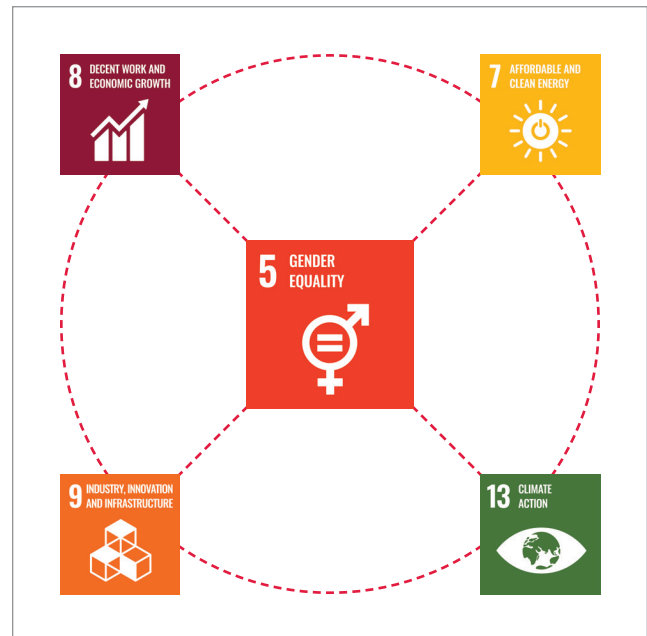 8 DECENT WORK AND
ECONOMIC GROWTH
7 AFFORDABLE AND
CLEAN ENERGY
5 GENDER
EQUALITY
9 INDUSTRY, INNOVATION
AND INFRASTRUCTURE
13 CLIMATE
ACTION